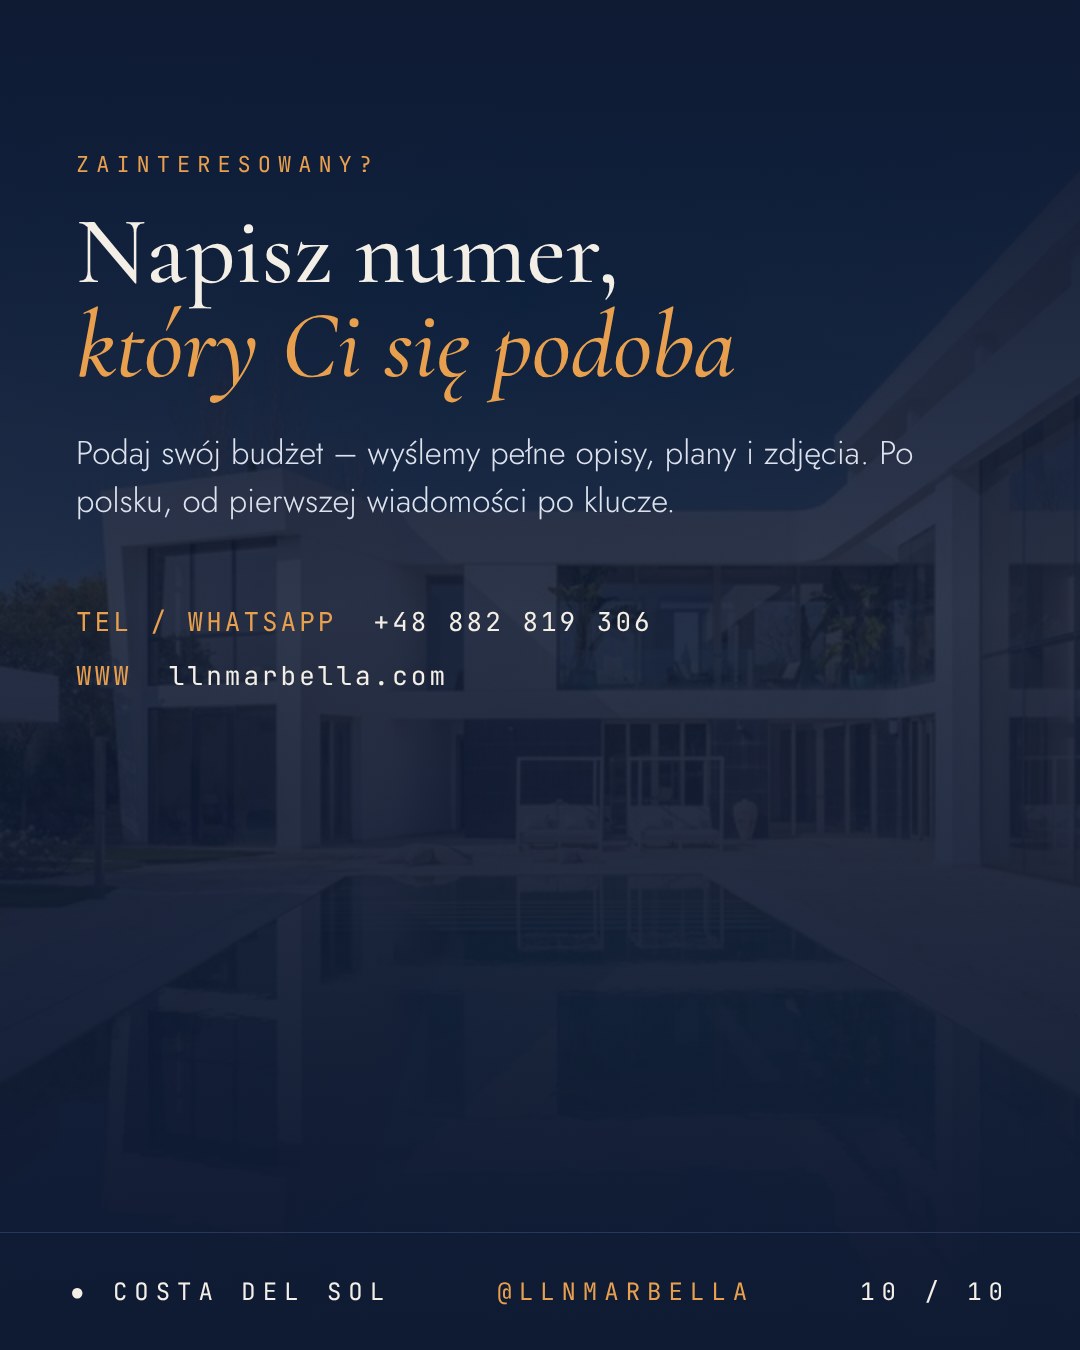 ZAINTERESOWANY?
Napisz numer,
który Ci się podoba
Podaj swój budżet – wyślemy pełne opisy, plany i zdjęcia. Po
polsku, od pierwszej wiadomości po klucze.
TEL / WHATSAPP +48 882 819 306
WWW llnmarbella.com
• COSTA DEL SOL @LLNMARBELLA 10 / 10